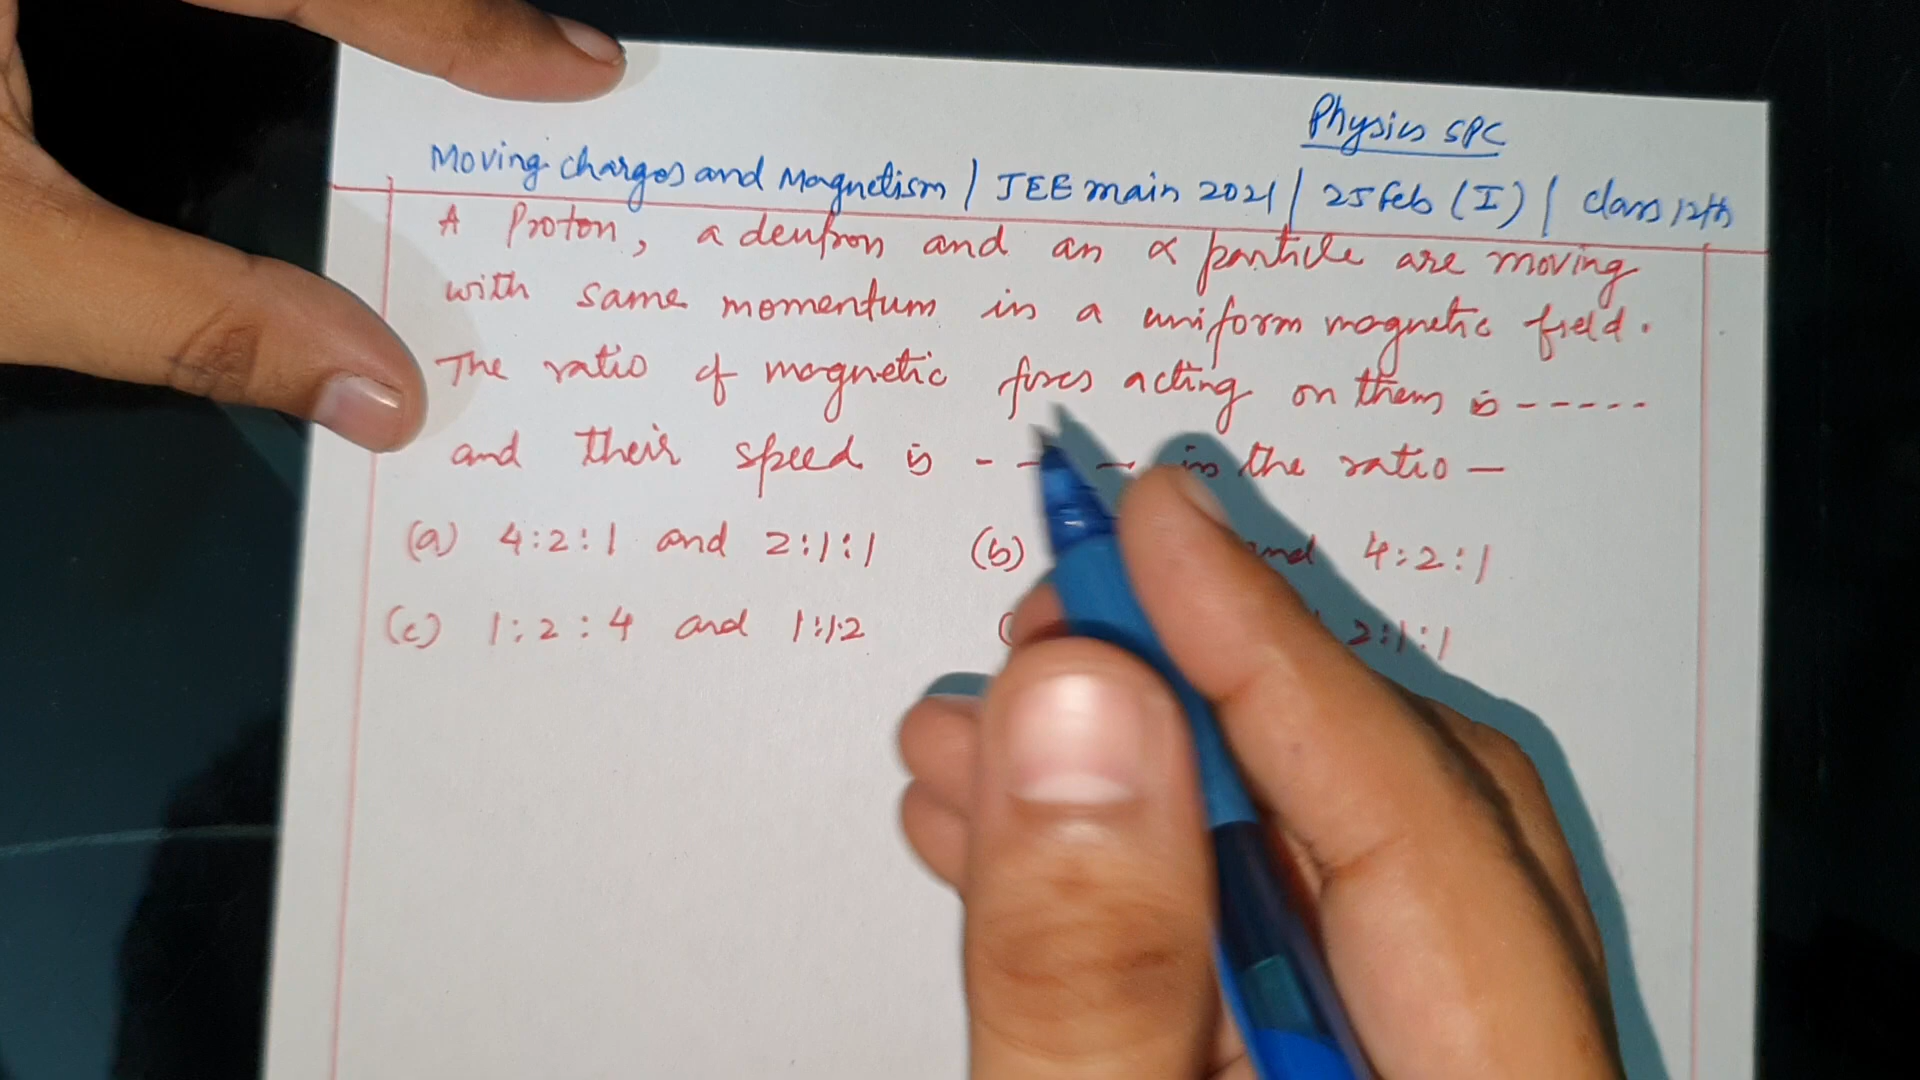 Physics SPC
Moving charges and Magnetism / JEE main 2021 / 25 Feb (I) / class 12th
A Proton, a deutron and an α particle are moving
with same momentum in a uniform magnetic field.
The ratio of magnetic forces acting on them is -----
and their speed is - - - in the ratio —
(a) 4:2:1 and 2:1:1 (b) and 4:2:1
(c) 1:2:4 and 1:1:2 2:1:1